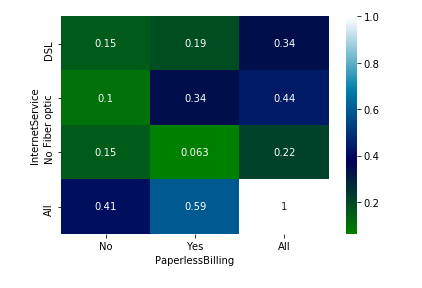 1.0
DSL
0.15 0.19 0.34
0.8
InternetService
Fiber optic
0.1 0.34 0.44
0.6
No
0.15 0.063 0.22
0.4
All
0.41 0.59 1
0.2
No Yes All
PaperlessBilling